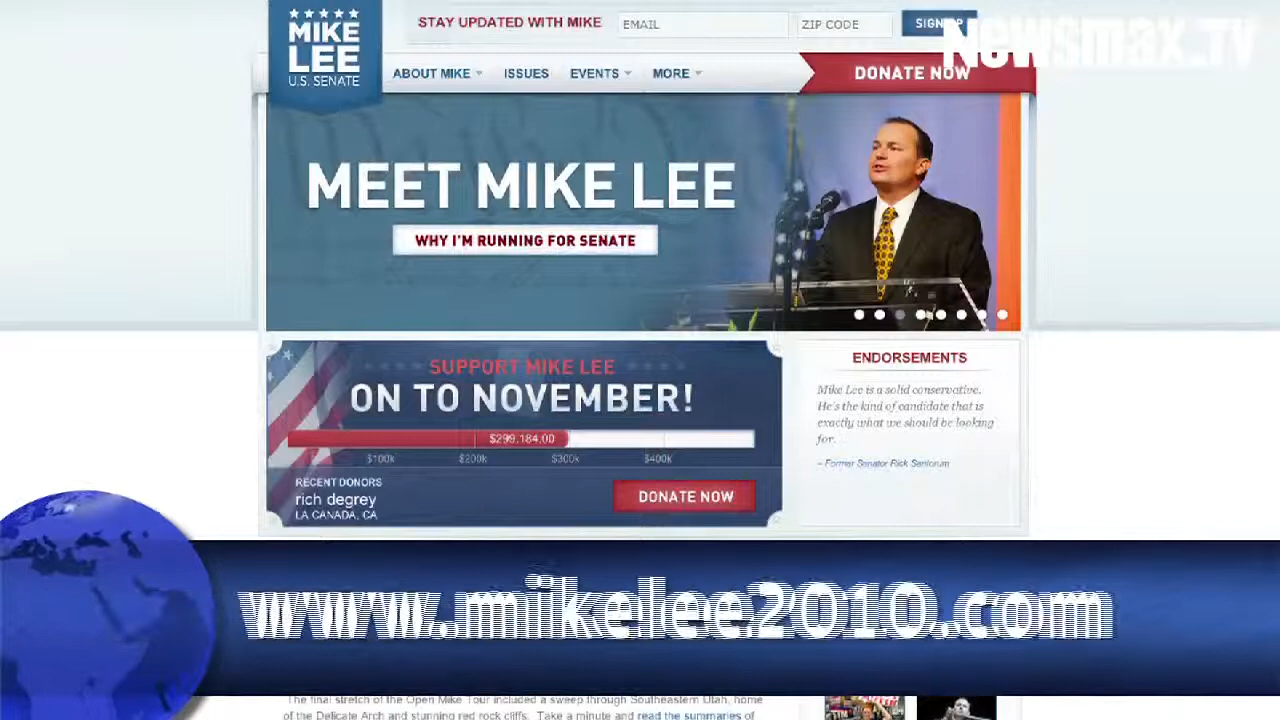 MIKE
LEE
U.S. SENATE
STAY UPDATED WITH MIKE
EMAIL
ZIP CODE
SIGN UP
Newsmax.TV
ABOUT MIKE
ISSUES
EVENTS
MORE
DONATE NOW
MEET MIKE LEE
WHY I'M RUNNING FOR SENATE
SUPPORT MIKE LEE
ON TO NOVEMBER!
$299,184.00
$100k $200k $300k $400k
RECENT DONORS
rich degrey
LA CANADA, CA
DONATE NOW
ENDORSEMENTS
Mike Lee is a solid conservative.
He's the kind of candidate that is
exactly what we should be looking
for.
– Former Senator Rick Santorum
www.mikelee2010.com
The final stretch of the Open Mike Tour included a sweep through Southeastern Utah, home
of the Delicate Arch and stunning red rock cliffs. Take a minute and read the summaries of